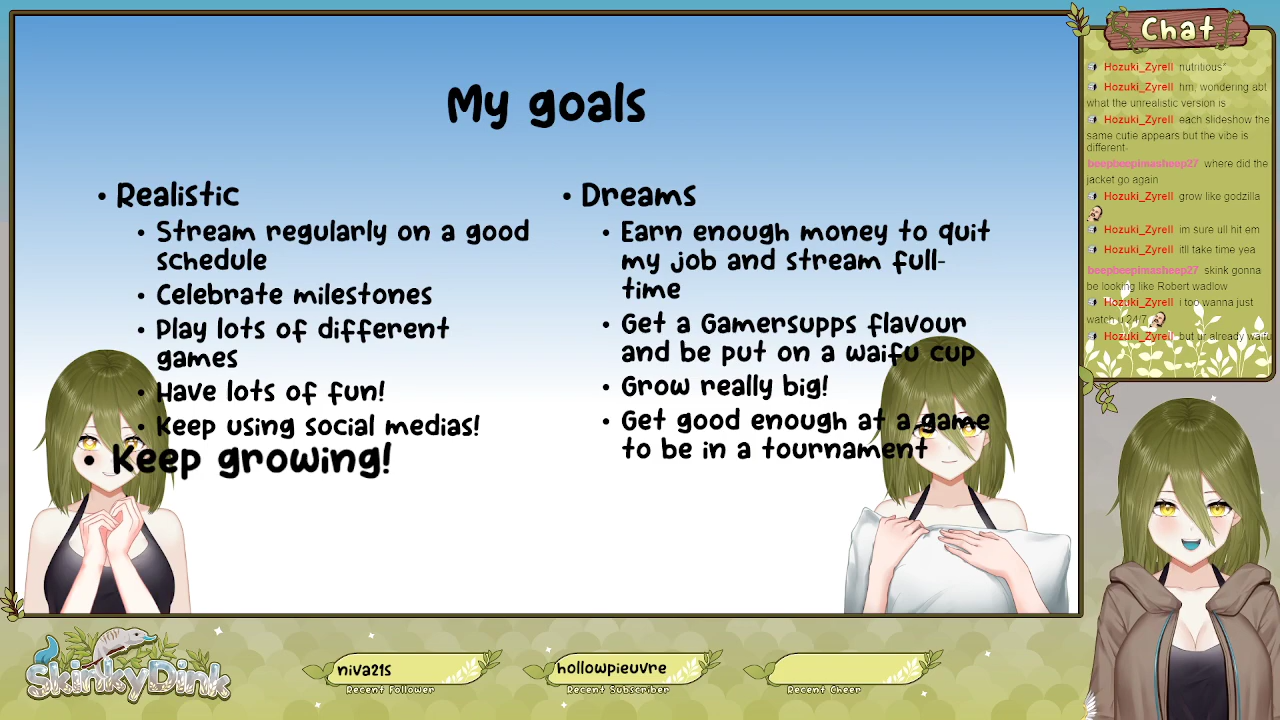 My goals
• Realistic
• Stream regularly on a good
schedule
• Celebrate milestones
• Play lots of different
games
• Have lots of fun!
• Keep using social medias!
• Keep growing!
• Dreams
• Earn enough money to quit
my job and stream full-
time
• Get a Gamersupps flavour
and be put on a waifu cup
• Grow really big!
• Get good enough at a game
to be in a tournament
Chat
Hozuki_Zyrell nutritious*
Hozuki_Zyrell hm, wondering abt
what the unrealistic version is
Hozuki_Zyrell each slideshow the
same cutie appears but the vibe is
different-
beepbeepimasheep27 where did the
jacket go again
Hozuki_Zyrell grow like godzilla
Hozuki_Zyrell im sure ull hit em
Hozuki_Zyrell itll take time yea
beepbeepimasheep27 skink gonna
be looking like Robert wadlow
Hozuki_Zyrell i too wanna just
watch u 24/7
Hozuki_Zyrell but ur already waifu
SkinkyDink
niva21s
Recent Follower
hollowpieuvre
Recent Subscriber
Recent Cheer